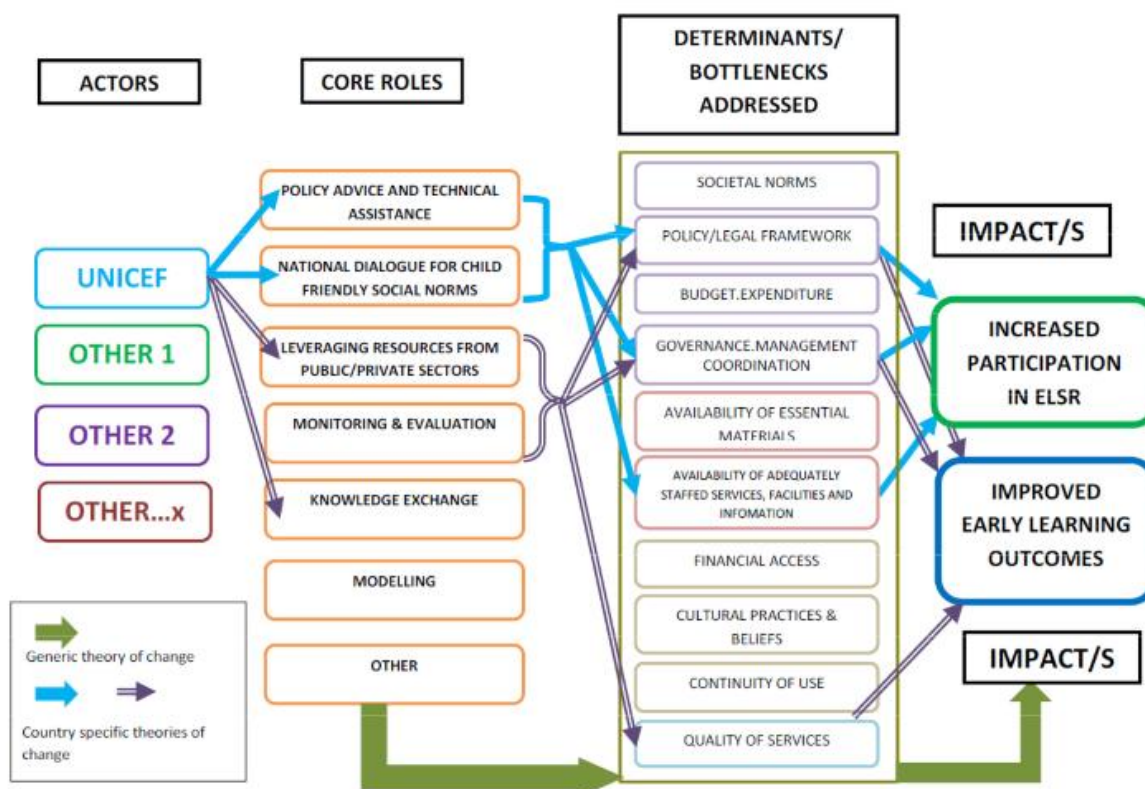 ACTORS
CORE ROLES
DETERMINANTS/
BOTTLENECKS
ADDRESSED
UNICEF
OTHER 1
OTHER 2
OTHER...x
POLICY ADVICE AND TECHNICAL
ASSISTANCE
NATIONAL DIALOGUE FOR CHILD
FRIENDLY SOCIAL NORMS
LEVERAGING RESOURCES FROM
PUBLIC/PRIVATE SECTORS
MONITORING & EVALUATION
KNOWLEDGE EXCHANGE
MODELLING
OTHER
SOCIETAL NORMS
POLICY/LEGAL FRAMEWORK
BUDGET.EXPENDITURE
GOVERNANCE.MANAGEMENT
COORDINATION
AVAILABILITY OF ESSENTIAL
MATERIALS
AVAILABILITY OF ADEQUATELY
STAFFED SERVICES, FACILITIES AND
INFOMATION
FINANCIAL ACCESS
CULTURAL PRACTICES &
BELIEFS
CONTINUITY OF USE
QUALITY OF SERVICES
IMPACT/S
INCREASED
PARTICIPATION
IN ELSR
IMPROVED
EARLY LEARNING
OUTCOMES
IMPACT/S
Generic theory of change
Country specific theories of
change